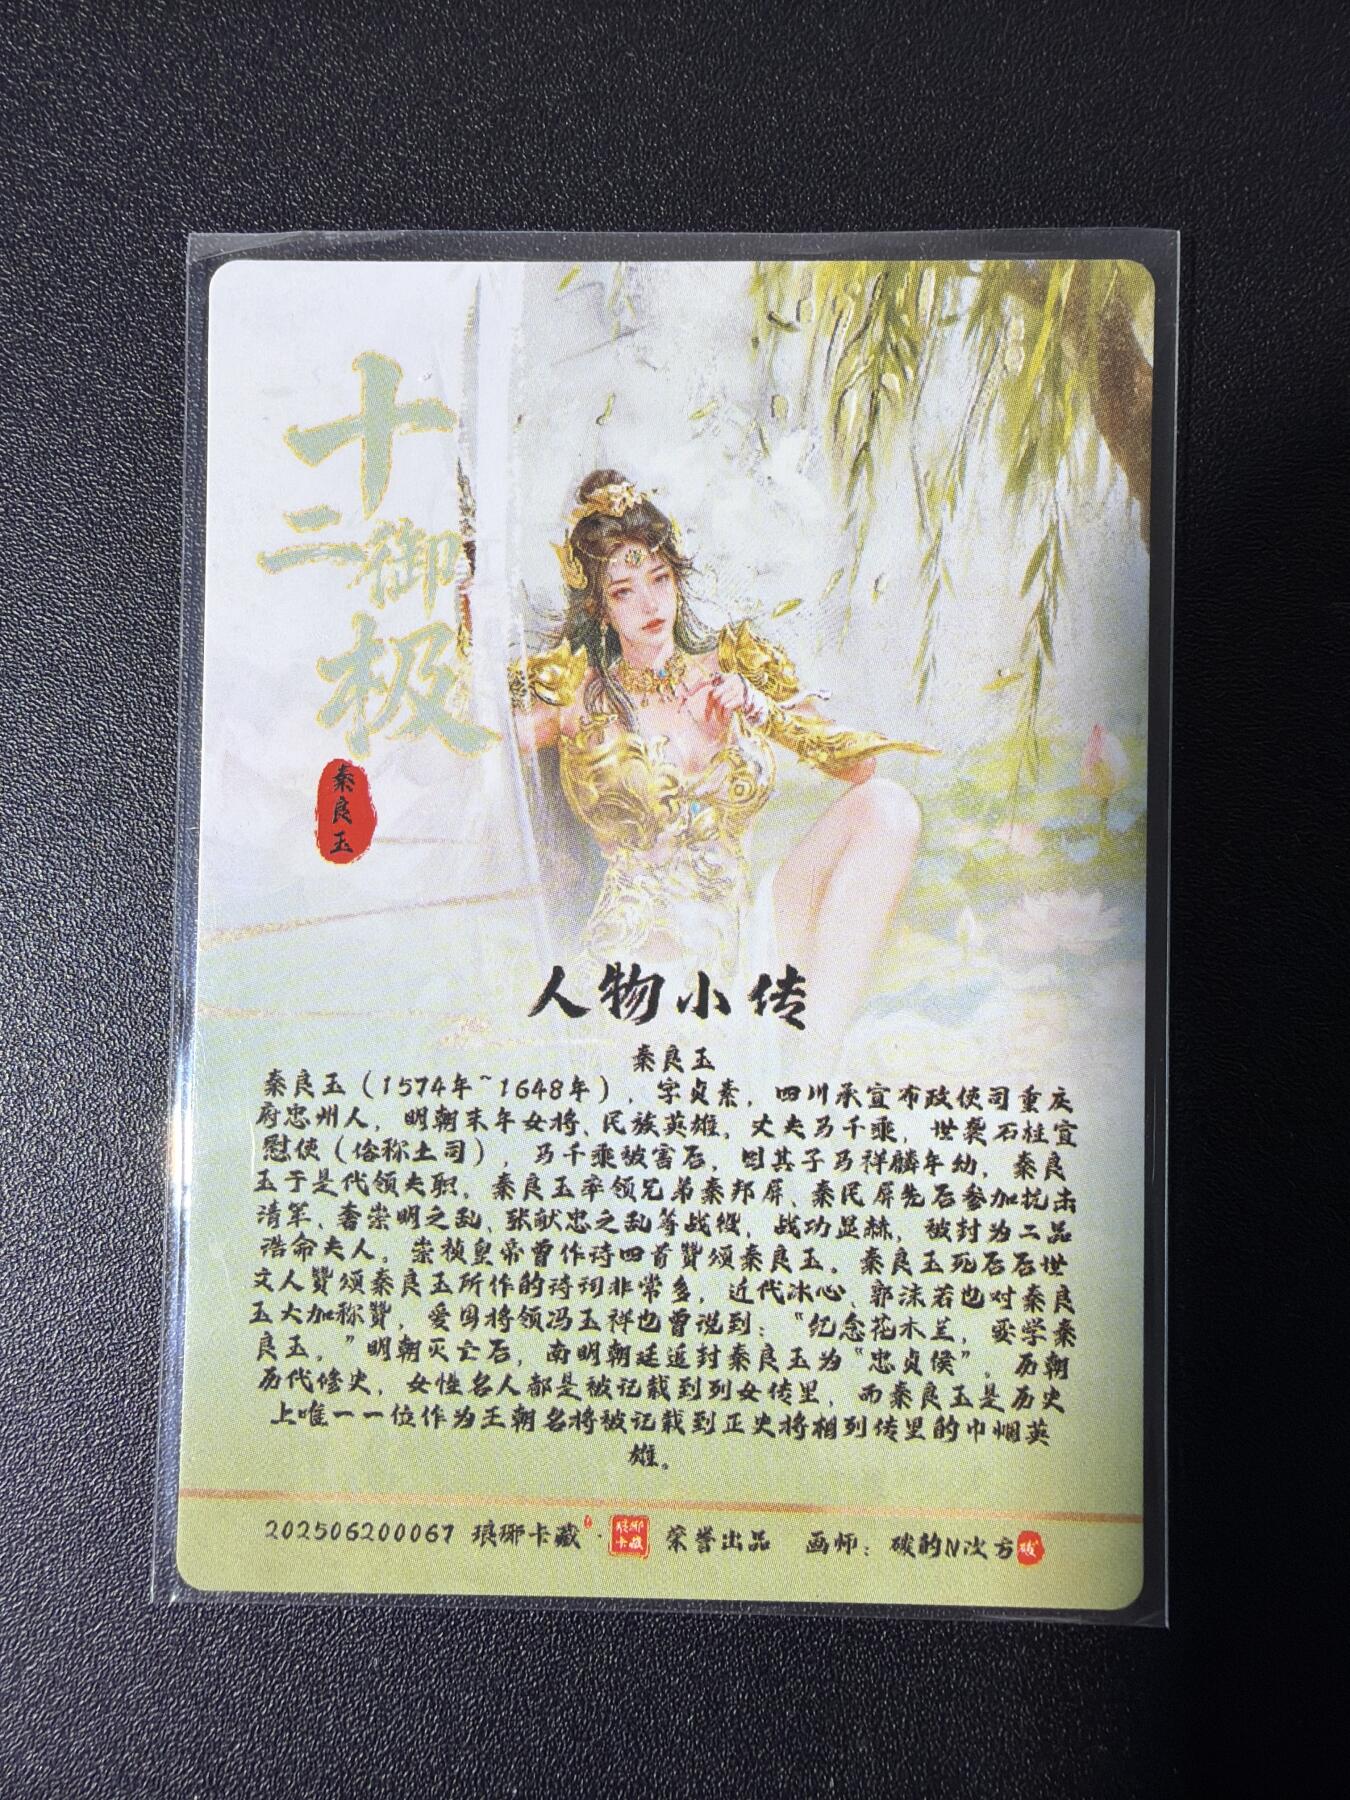 十
二御
极
秦良玉
人物小传
秦良玉
秦良玉（1574年~1648年），字贞素，四川承宣布政使司重庆
府忠州人，明朝末年女将、民族英雄，丈夫马千乘，世袭石柱宣
慰使（俗称土司），马千乘被害后，因其子马祥麟年幼，秦良
玉于是代领夫职，秦良玉率领兄弟秦邦屏、秦民屏先后参加抗击
清军、奢崇明之乱、张献忠之乱等战役，战功显赫，被封为二品
诰命夫人。崇祯皇帝曾作诗四首赞颂秦良玉。秦良玉死后后世
文人赞颂秦良玉所作的诗词非常多，近代冰心、郭沫若也对秦良
玉大加称赞，爱国将领冯玉祥也曾说到：“纪念花木兰，要学秦
良玉。”明朝灭亡后，南明朝廷追封秦良玉为“忠贞侯”。历朝
历代修史，女性名人都是被记载到列女传里，而秦良玉是历史
上唯一一位作为王朝名将被记载到正史将相列传里的巾帼英
雄。
202506200067 琅琊卡藏·琅琊卡藏 荣誉出品 画师：碳的N次方